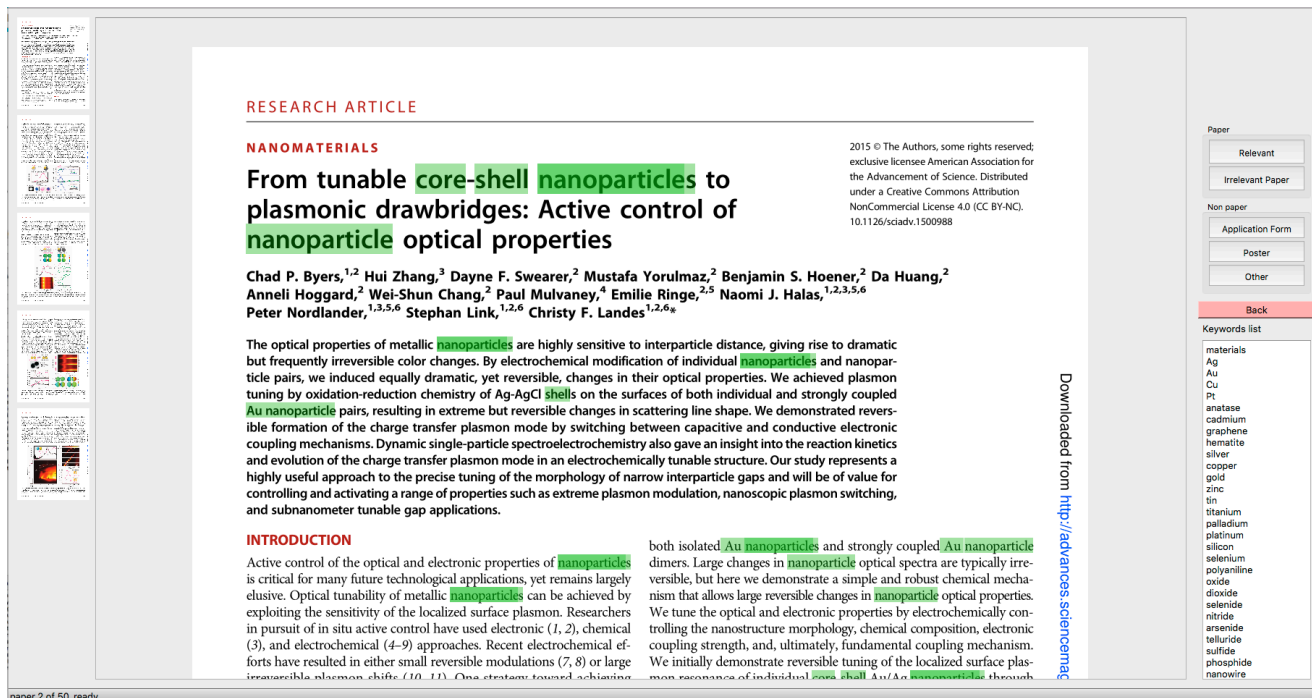 RESEARCH ARTICLE
NANOMATERIALS
From tunable core-shell nanoparticles to
plasmonic drawbridges: Active control of
nanoparticle optical properties
2015 © The Authors, some rights reserved;
exclusive licensee American Association for
the Advancement of Science. Distributed
under a Creative Commons Attribution
NonCommercial License 4.0 (CC BY-NC).
10.1126/sciadv.1500988
Chad P. Byers,1,2 Hui Zhang,3 Dayne F. Swearer,2 Mustafa Yorulmaz,2 Benjamin S. Hoener,2 Da Huang,2
Anneli Hoggard,2 Wei-Shun Chang,2 Paul Mulvaney,4 Emilie Ringe,2,5 Naomi J. Halas,1,2,3,5,6
Peter Nordlander,1,3,5,6 Stephan Link,1,2,6 Christy F. Landes1,2,6*
The optical properties of metallic nanoparticles are highly sensitive to interparticle distance, giving rise to dramatic
but frequently irreversible color changes. By electrochemical modification of individual nanoparticles and nanopar-
ticle pairs, we induced equally dramatic, yet reversible, changes in their optical properties. We achieved plasmon
tuning by oxidation-reduction chemistry of Ag-AgCl shells on the surfaces of both individual and strongly coupled
Au nanoparticle pairs, resulting in extreme but reversible changes in scattering line shape. We demonstrated revers-
ible formation of the charge transfer plasmon mode by switching between capacitive and conductive electronic
coupling mechanisms. Dynamic single-particle spectroelectrochemistry also gave an insight into the reaction kinetics
and evolution of the charge transfer plasmon mode in an electrochemically tunable structure. Our study represents a
highly useful approach to the precise tuning of the morphology of narrow interparticle gaps and will be of value for
controlling and activating a range of properties such as extreme plasmon modulation, nanoscopic plasmon switching,
and subnanometer tunable gap applications.
INTRODUCTION
Active control of the optical and electronic properties of nanoparticles
is critical for many future technological applications, yet remains largely
elusive. Optical tunability of metallic nanoparticles can be achieved by
exploiting the sensitivity of the localized surface plasmon. Researchers
in pursuit of in situ active control have used electronic (1, 2), chemical
(3), and electrochemical (4–9) approaches. Recent electrochemical ef-
forts have resulted in either small reversible modulations (7, 8) or large
irreversible plasmon shifts (10, 11). One strategy toward achieving
both isolated Au nanoparticles and strongly coupled Au nanoparticle
dimers. Large changes in nanoparticle optical spectra are typically irre-
versible, but here we demonstrate a simple and robust chemical mecha-
nism that allows large reversible changes in nanoparticle optical properties.
We tune the optical and electronic properties by electrochemically con-
trolling the nanostructure morphology, chemical composition, electronic
coupling strength, and, ultimately, fundamental coupling mechanism.
We initially demonstrate reversible tuning of the localized surface plas-
mon resonance of individual core-shell Au/Ag nanoparticles through
Downloaded from http://advances.sciencemag
Paper
Relevant
Irrelevant Paper
Non paper
Application Form
Poster
Other
Back
Keywords list
materials
Ag
Au
Cu
Pt
anatase
cadmium
graphene
hematite
silver
copper
gold
zinc
tin
titanium
palladium
platinum
silicon
selenium
polyaniline
oxide
dioxide
selenide
nitride
arsenide
telluride
sulfide
phosphide
nanowire
paper 2 of 50, ready